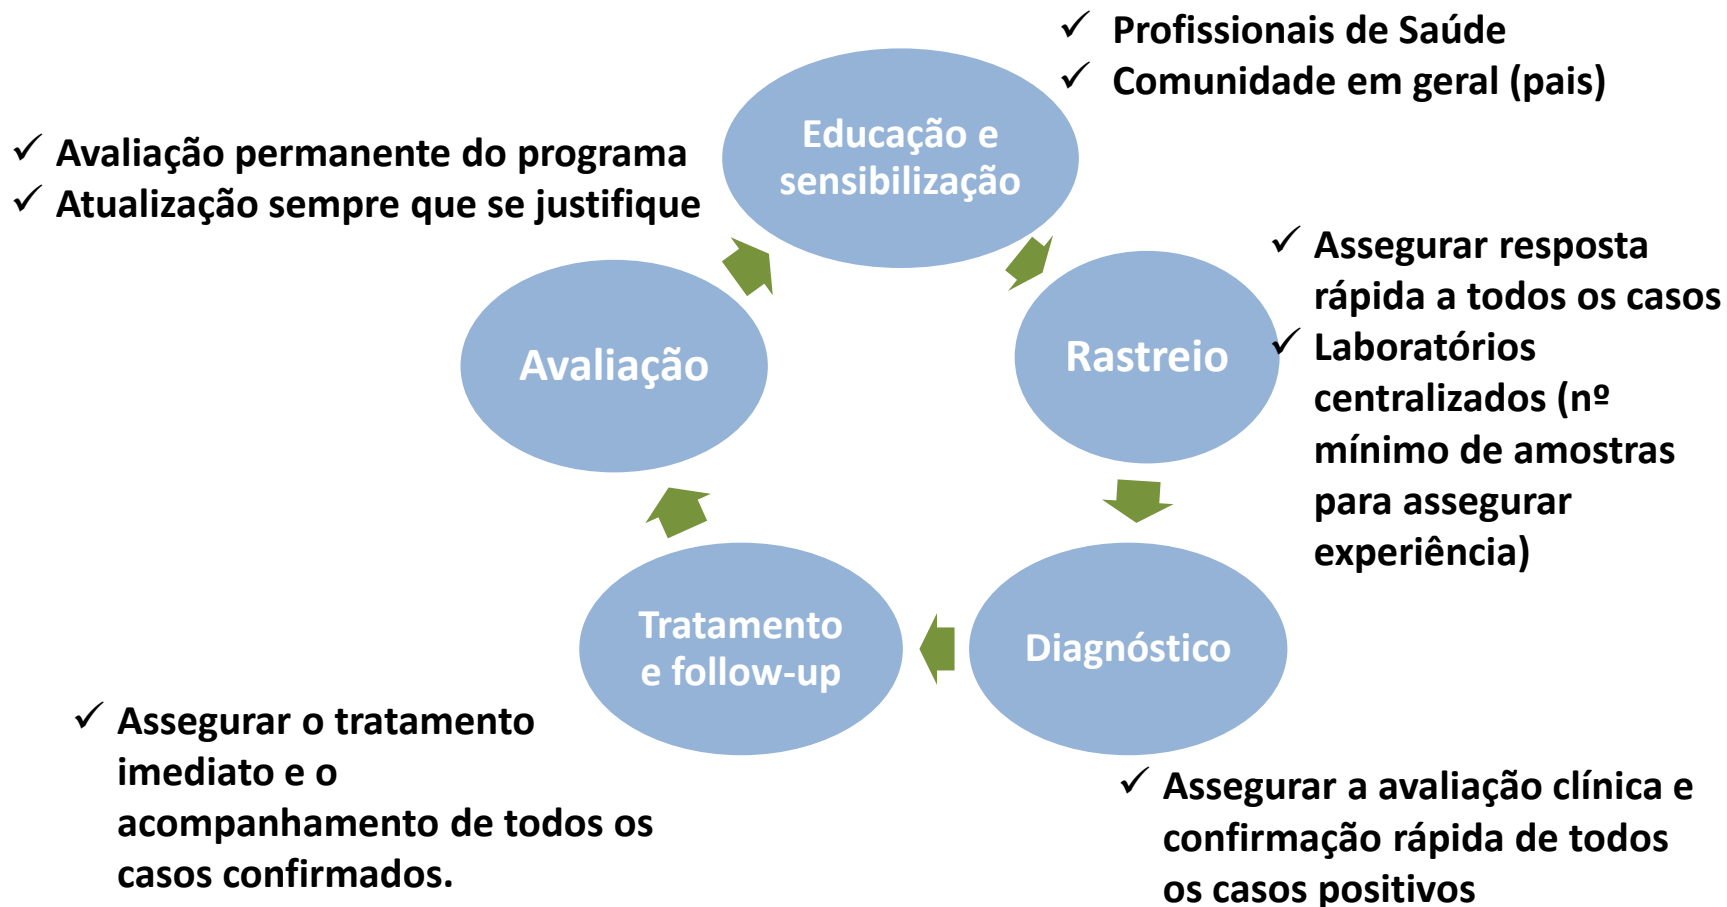 ✓ Profissionais de Saúde
✓ Comunidade em geral (pais)
Educação e
sensibilização
✓ Avaliação permanente do programa
✓ Atualização sempre que se justifique
✓ Assegurar resposta
rápida a todos os casos
✓ Laboratórios
centralizados (nº
mínimo de amostras
para assegurar
experiência)
Rastreio
Avaliação
Diagnóstico
Tratamento
e follow-up
✓ Assegurar o tratamento
imediato e o
acompanhamento de todos os
casos confirmados.
✓ Assegurar a avaliação clínica e
confirmação rápida de todos
os casos positivos